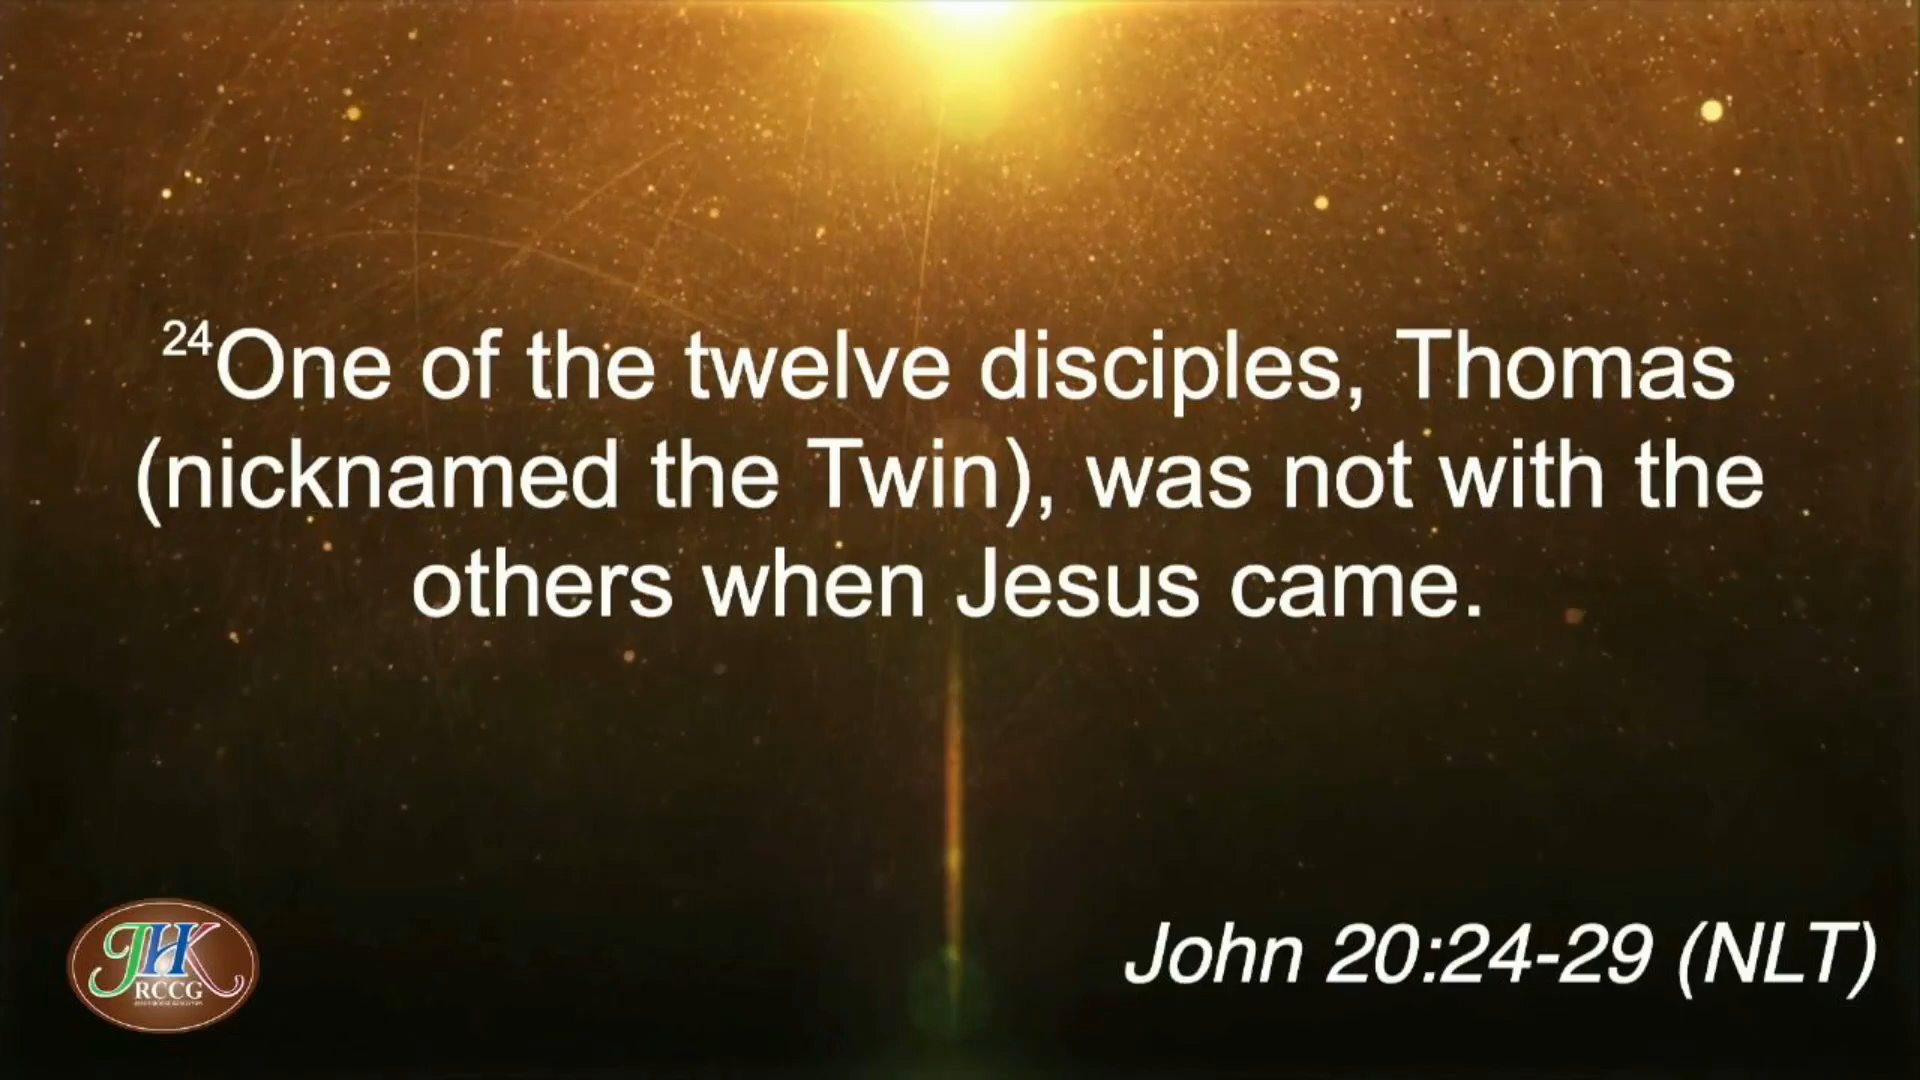 24One of the twelve disciples, Thomas
(nicknamed the Twin), was not with the
others when Jesus came.
John 20:24-29 (NLT)
JHK
RCCG